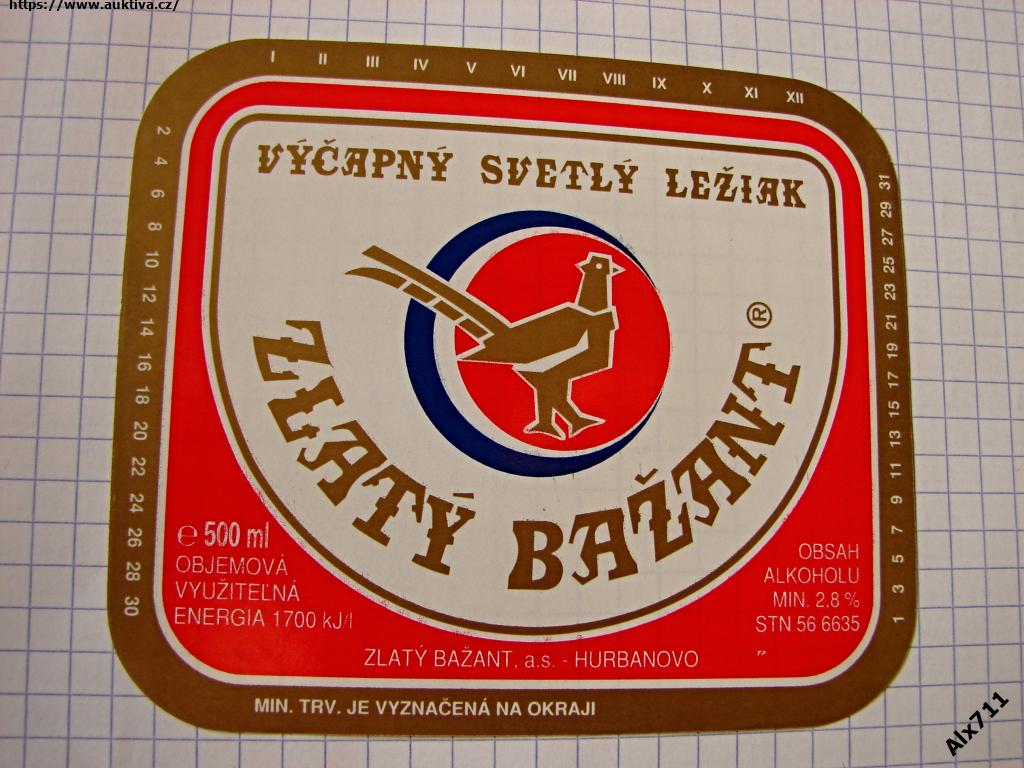 https://www.auktiva.cz/
I II III IV V VI VII VIII IX X XI XII
VÝČAPNÝ SVETLÝ LEŽIAK
2 4 6 8 10 12 14 16 18 20 22 24 26 28 30
31 29 27 25 23 21 19 17 15 13 11 9 7 5 3 1
ZLATÝ BAŽANT ®
℮ 500 ml
OBJEMOVÁ
VYUŽITEĽNÁ
ENERGIA 1700 kJ/l
OBSAH
ALKOHOLU
MIN. 2.8 %
STN 56 6635
ZLATÝ BAŽANT, a.s. - HURBANOVO
MIN. TRV. JE VYZNAČENÁ NA OKRAJI
Alx711